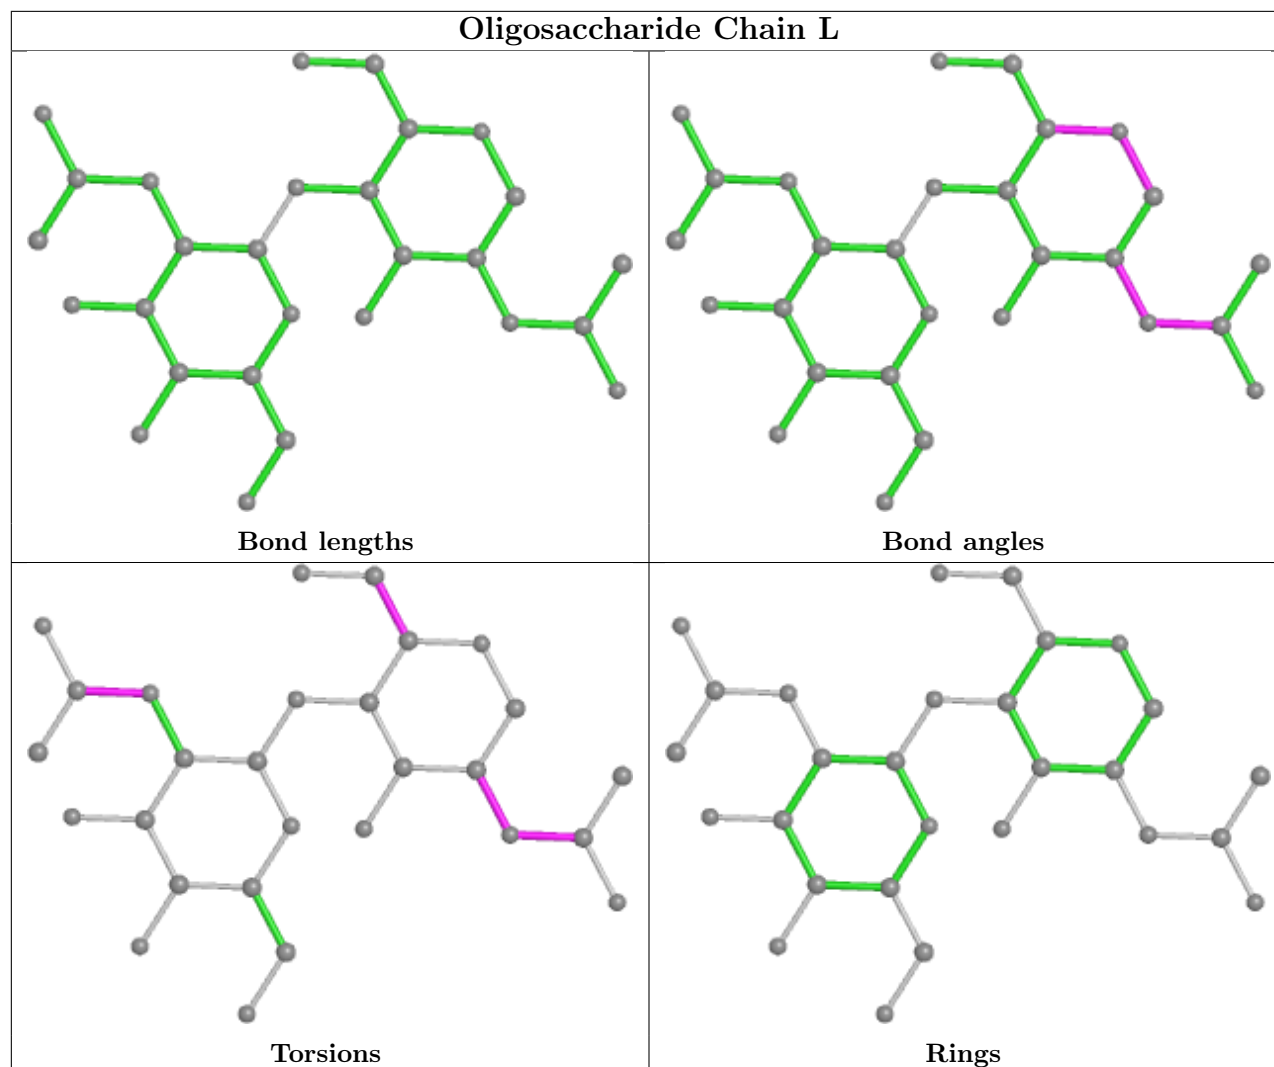 Oligosaccharide Chain L
Bond lengths
Bond angles
Torsions
Rings